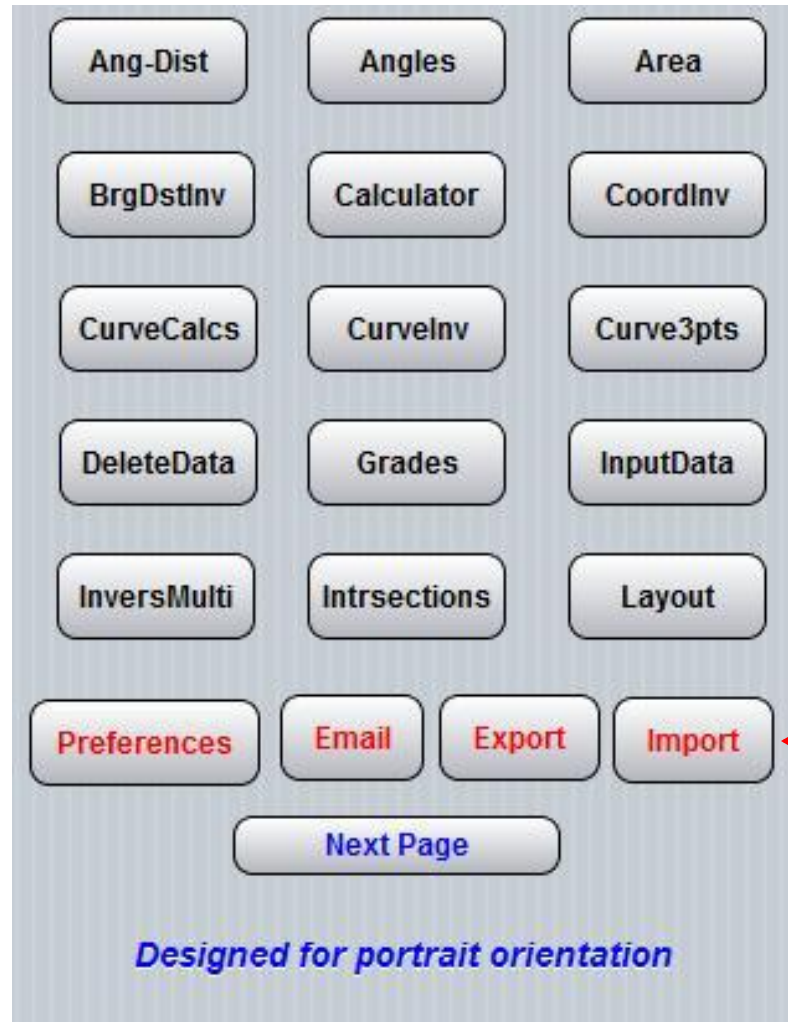 Ang-Dist Angles Area
BrgDstInv Calculator CoordInv
CurveCalcs CurveInv Curve3pts
DeleteData Grades InputData
InversMulti Intrsections Layout
Preferences Email Export Import
Next Page
Designed for portrait orientation